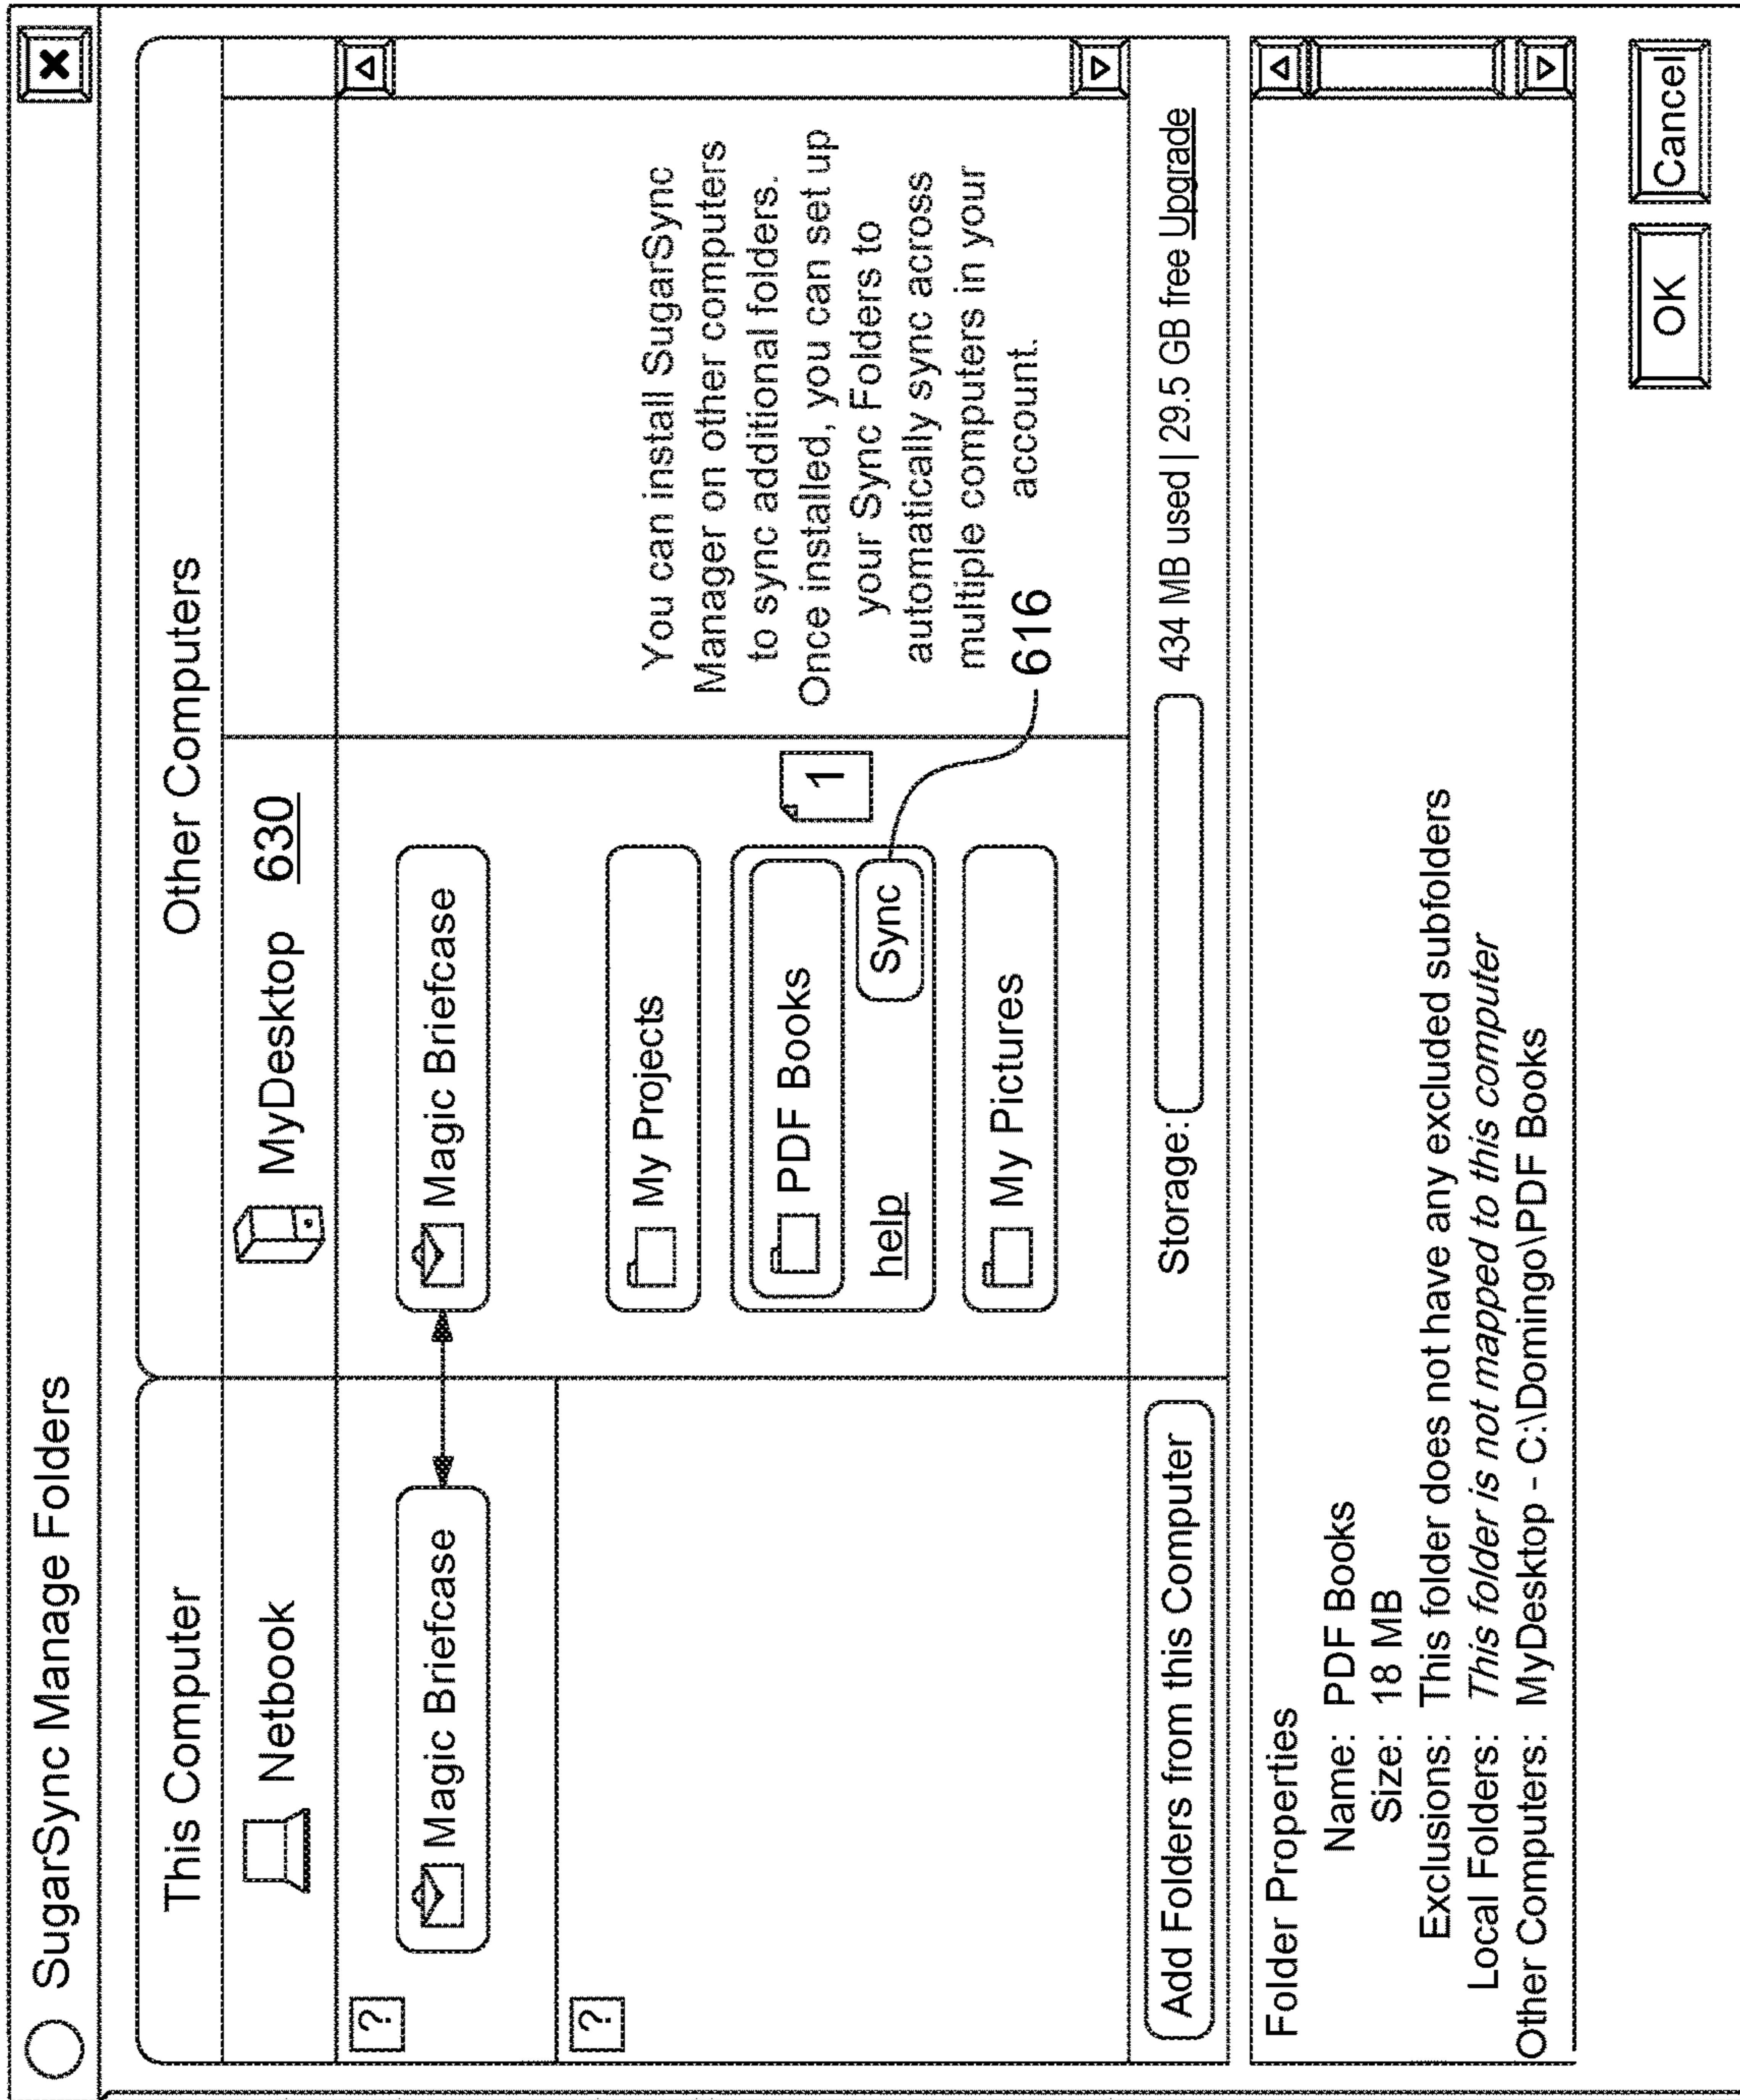 SugarSync Manage Folders
This Computer
Other Computers
Netbook
MyDesktop 630
?
Magic Briefcase
Magic Briefcase
?
My Projects
PDF Books
help
Sync
1
My Pictures
You can install SugarSync
Manager on other computers
to sync additional folders.
Once installed, you can set up
your Sync Folders to
automatically sync across
multiple computers in your
account.
616
Add Folders from this Computer
Storage:
434 MB used | 29.5 GB free Upgrade
Folder Properties
Name: PDF Books
Size: 18 MB
Exclusions: This folder does not have any excluded subfolders
Local Folders: This folder is not mapped to this computer
Other Computers: MyDesktop - C:\Domingo\PDF Books
OK
Cancel